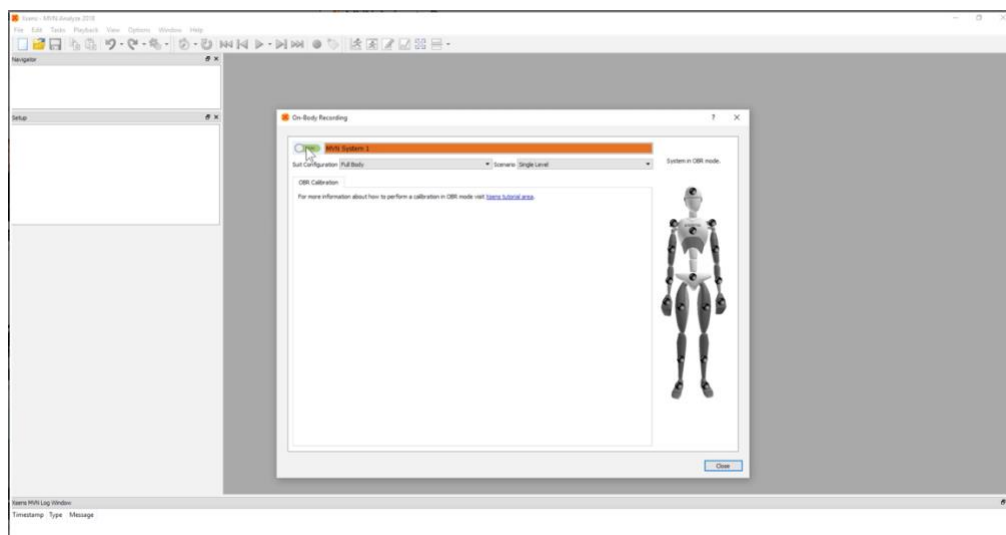 Xsens - MVN Analyze 2018
File Edit Tasks Playback View Options Window Help
Navigator
Setup
On-Body Recording
MVN System 1
Suit Configuration Full Body Scenario Single Level
System in OBR mode.
OBR Calibration
For more information about how to perform a calibration in OBR mode visit Xsens tutorial area.
Close
Xsens MVN Log Window
Timestamp Type Message